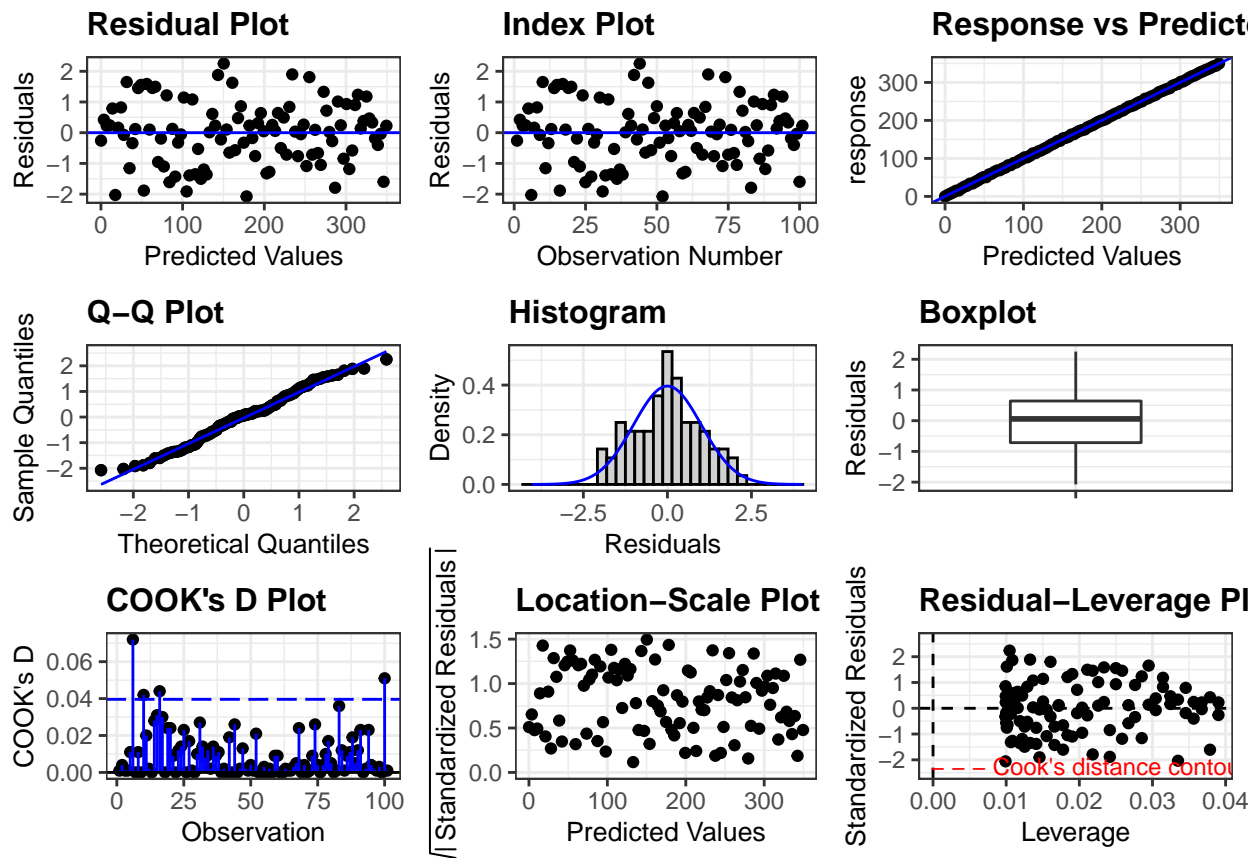 Residual Plot
Residuals
2
1
0
−1
−2
0 100 200 300
Predicted Values
Index Plot
Residuals
2
1
0
−1
−2
0 25 50 75 100
Observation Number
Response vs Predicte
response
300
200
100
0
0 100 200 300
Predicted Values
Q−Q Plot
Sample Quantiles
2
1
0
−1
−2
−2 −1 0 1 2
Theoretical Quantiles
Histogram
Density
0.4
0.2
0.0
−2.5 0.0 2.5
Residuals
Boxplot
Residuals
2
1
0
−1
−2
COOK's D Plot
COOK's D
0.06
0.04
0.02
0.00
0 25 50 75 100
Observation
Location−Scale Plot
√|Standardized Residuals|
1.5
1.0
0.5
0.0
0 100 200 300
Predicted Values
Residual−Leverage Pl
Standardized Residuals
2
1
0
−1
−2
Cook's distance contou
0.00 0.01 0.02 0.03 0.04
Leverage